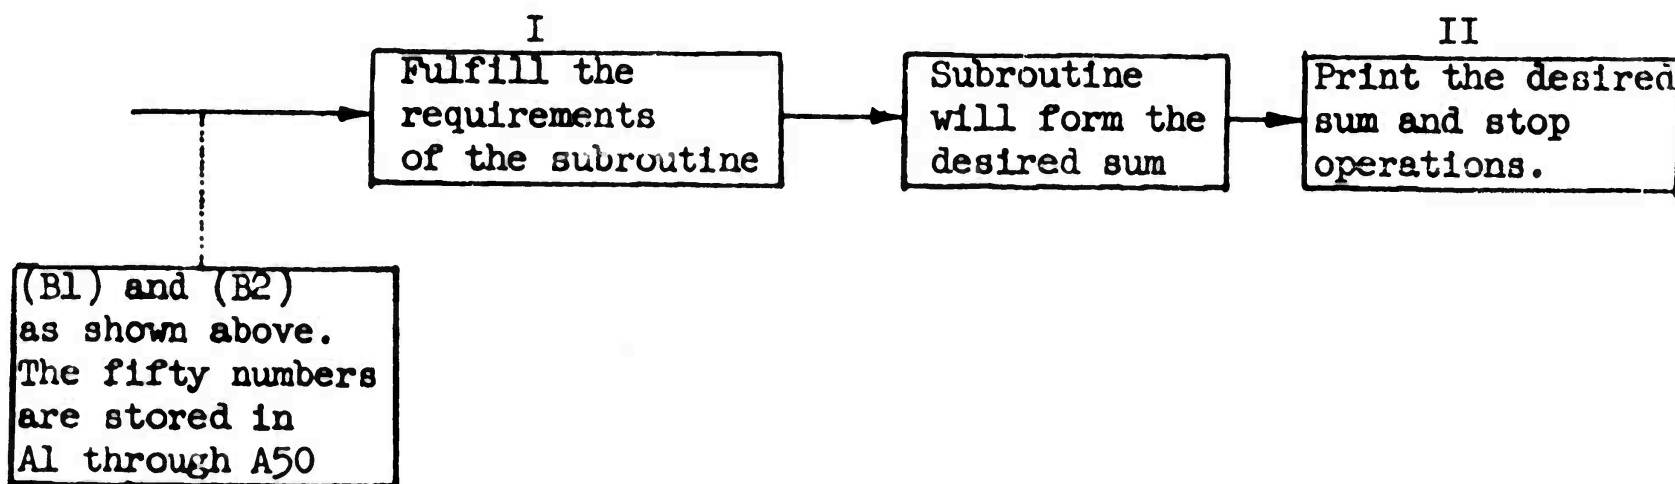 I
Fulfill the
requirements
of the subroutine
Subroutine
will form the
desired sum
II
Print the desired
sum and stop
operations.
(B1) and (B2)
as shown above.
The fifty numbers
are stored in
A1 through A50